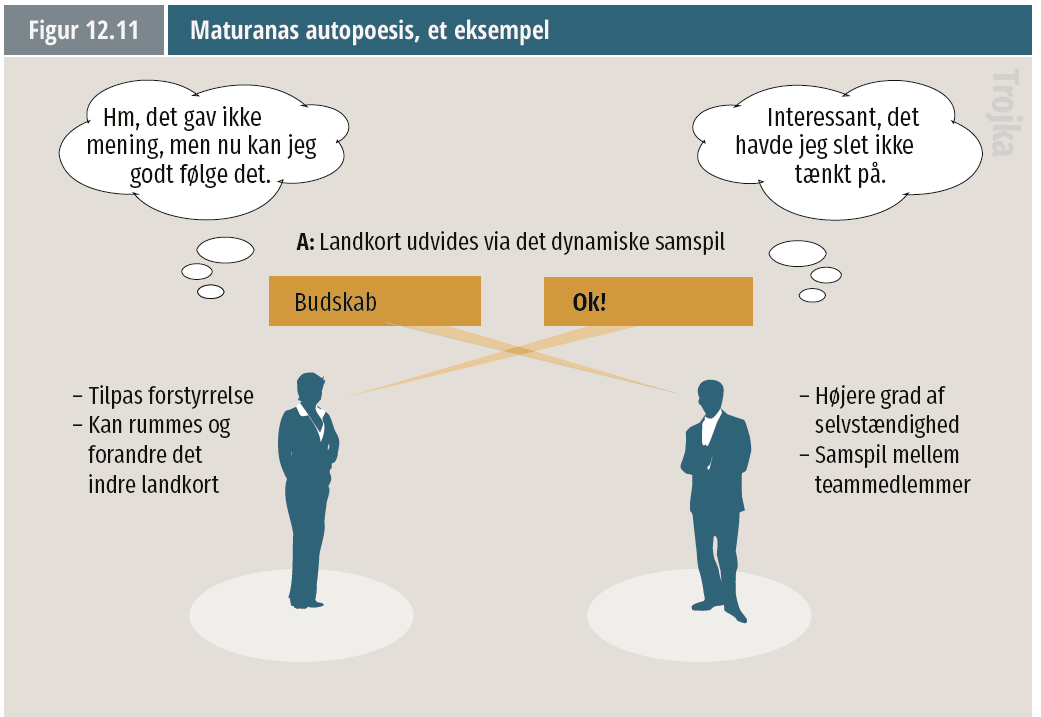 Figur 12.11
Maturanas autopoesis, et eksempel
Trojka
Hm, det gav ikke
mening, men nu kan jeg
godt følge det.
Interessant, det
havde jeg slet ikke
tænkt på.
A: Landkort udvides via det dynamiske samspil
Budskab
Ok!
– Tilpas forstyrrelse
– Kan rummes og
forandre det
indre landkort
– Højere grad af
selvstændighed
– Samspil mellem
teammedlemmer